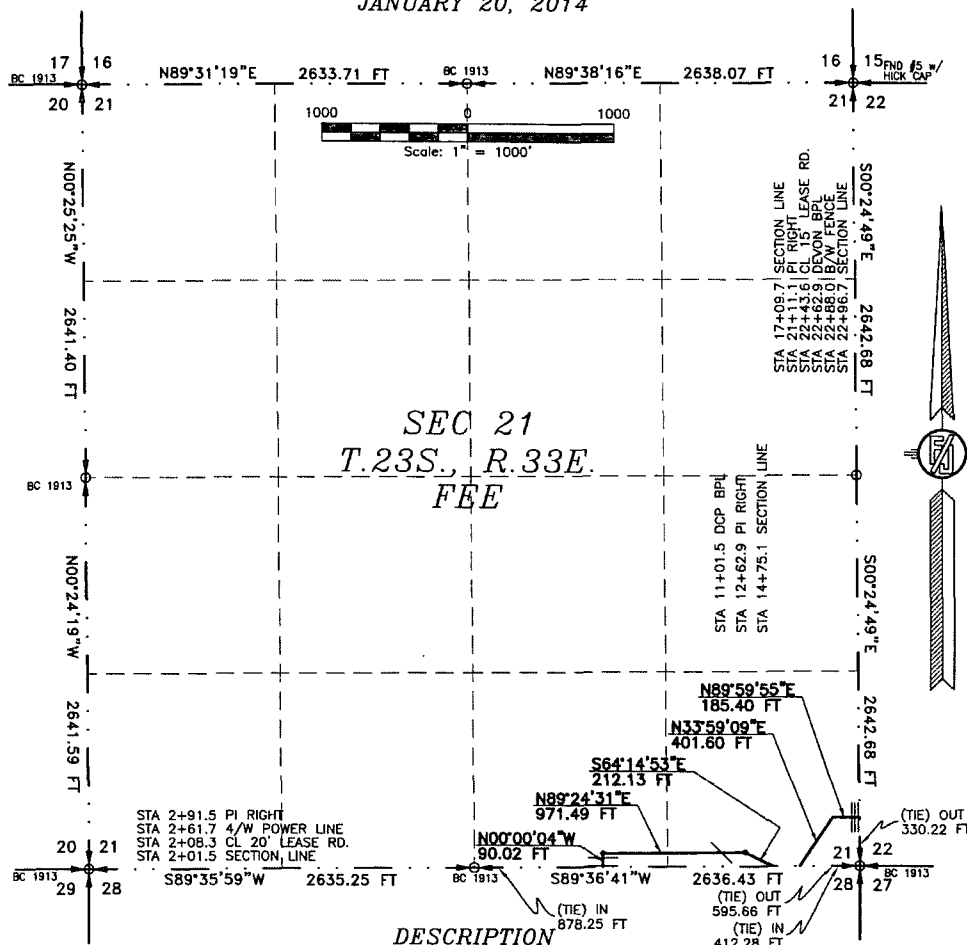 JANUARY 20, 2014
17 16
BC 1913
20 21
N89°31'19"E 2633.71 FT
BC 1913
N89°38'16"E 2638.07 FT
16 15
FND #5 W/
HICK CAP
21 22
1000 0 1000
Scale: 1" = 1000'
N00°25'25"W
2641.40 FT
S00°24'49"E
2642.68 FT
STA 17+09.7 SECTION LINE
STA 21+11.1 PI RIGHT
STA 22+43.6 CL 15' LEASE RD.
STA 22+62.9 DEVON BPL
STA 22+88.0 B/W FENCE
STA 22+96.7 SECTION LINE
SEC 21
T.23S., R.33E.
FEE
BC 1913
STA 11+01.5 DCP BPL
STA 12+62.9 PI RIGHT
STA 14+75.1 SECTION LINE
N00°24'19"W
2641.59 FT
S00°24'49"E
2642.68 FT
N89°59'55"E
185.40 FT
N33°59'09"E
401.60 FT
S64°14'53"E
212.13 FT
N89°24'31"E
971.49 FT
N00°00'04"W
90.02 FT
STA 2+91.5 PI RIGHT
STA 2+61.7 4/W POWER LINE
STA 2+08.3 CL 20' LEASE RD.
STA 2+01.5 SECTION LINE
(TIE) OUT
330.22 FT
20 21
BC 1913
29 28
S89°35'59"W 2635.25 FT
BC 1913
S89°36'41"W 2636.43 FT
21 22
28 27
BC 1913
(TIE) IN
878.25 FT
(TIE) OUT
595.66 FT
(TIE) IN
412.28 FT
DESCRIPTION